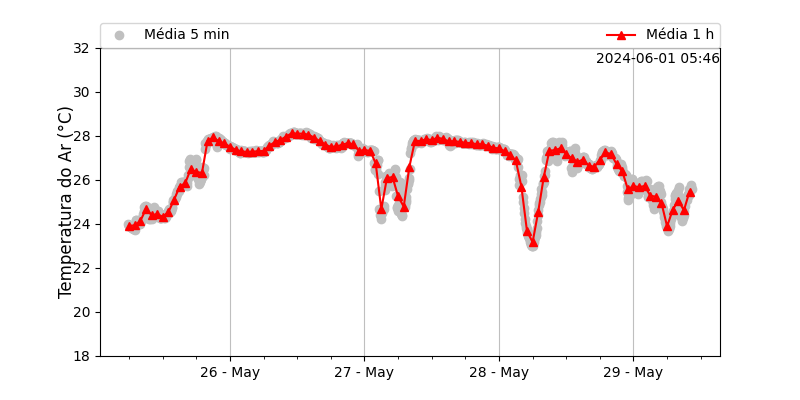 Média 5 min
Média 1 h
2024-06-01 05:46
Temperatura do Ar (°C)
32
30
28
26
24
22
20
18
26 - May
27 - May
28 - May
29 - May